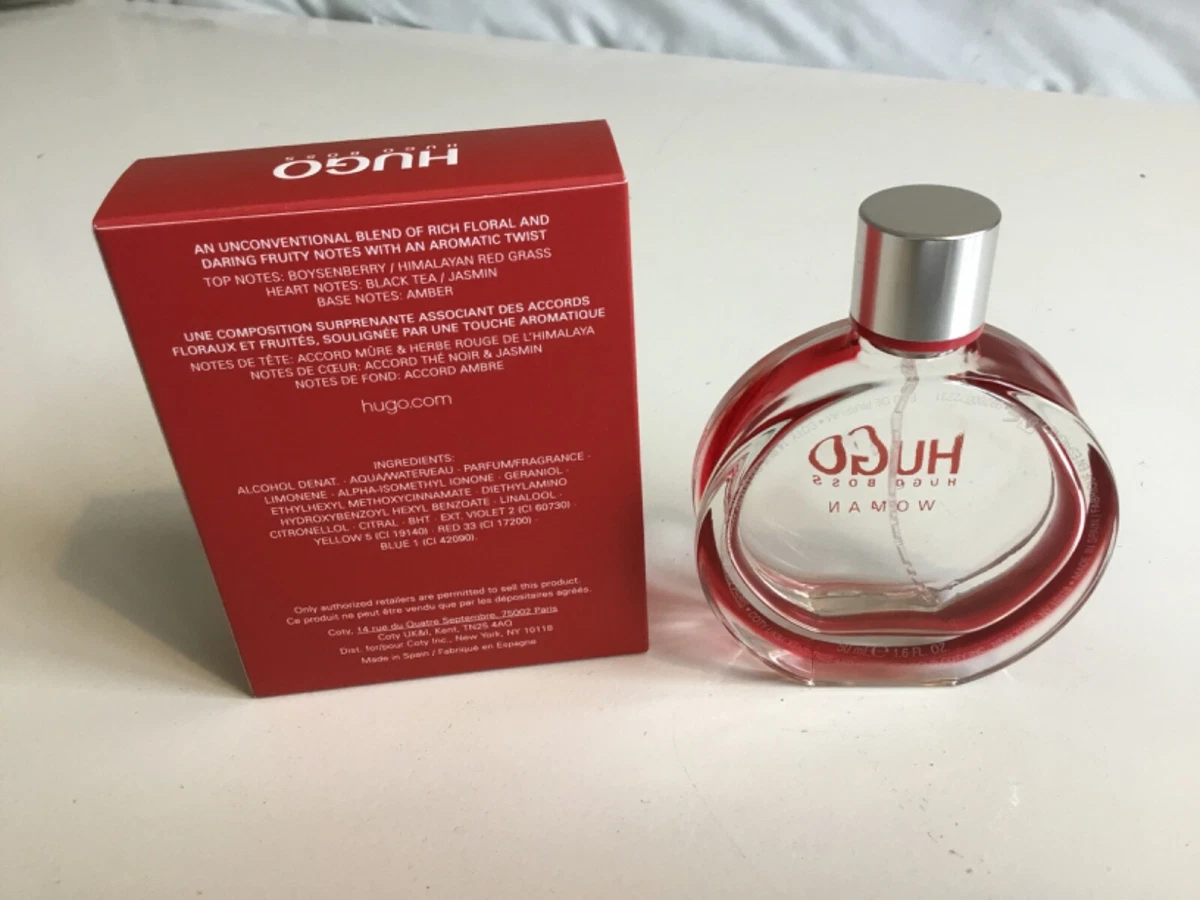 HUGO
HUGO BOSS
AN UNCONVENTIONAL BLEND OF RICH FLORAL AND
DARING FRUITY NOTES WITH AN AROMATIC TWIST
TOP NOTES: BOYSENBERRY / HIMALAYAN RED GRASS
HEART NOTES: BLACK TEA / JASMIN
BASE NOTES: AMBER
UNE COMPOSITION SURPRENANTE ASSOCIANT DES ACCORDS
FLORAUX ET FRUITÉS, SOULIGNÉE PAR UNE TOUCHE AROMATIQUE
NOTES DE TÊTE: ACCORD MÛRE & HERBE ROUGE DE L'HIMALAYA
NOTES DE CŒUR: ACCORD THÉ NOIR & JASMIN
NOTES DE FOND: ACCORD AMBRE
hugo.com
INGREDIENTS:
ALCOHOL DENAT. · AQUA/WATER/EAU · PARFUM/FRAGRANCE ·
LIMONENE · ALPHA-ISOMETHYL IONONE · GERANIOL ·
ETHYLHEXYL METHOXYCINNAMATE · DIETHYLAMINO
HYDROXYBENZOYL HEXYL BENZOATE · LINALOOL ·
CITRONELLOL · CITRAL · BHT · EXT. VIOLET 2 (CI 60730) ·
YELLOW 5 (CI 19140) · RED 33 (CI 17200) ·
BLUE 1 (CI 42090).
Only authorized retailers are permitted to sell this product.
Ce produit ne peut être vendu que par les dépositaires agréés.
Coty, 14 rue du Quatre Septembre, 75002 Paris
Coty UK&I, Kent, TN25 4AQ
Dist. for/pour Coty Inc., New York, NY 10118
Made in Spain / Fabriqué en Espagne
HUGO
HUGO BOSS
WOMAN
50 ml e 1.6 FL. OZ